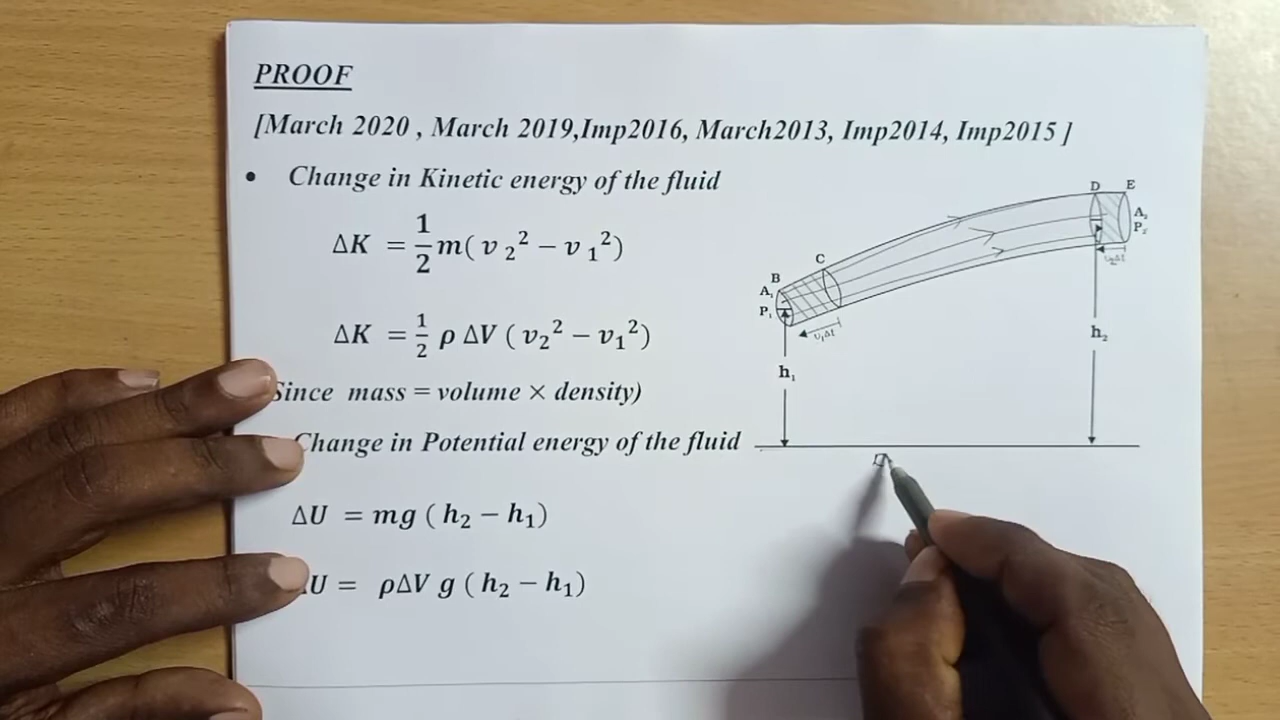 PROOF
[March 2020 , March 2019,Imp2016, March2013, Imp2014, Imp2015 ]
• Change in Kinetic energy of the fluid
ΔK = 1/2 m( v₂² − v₁²)
ΔK = 1/2 ρ ΔV ( v₂² − v₁²)
Since mass = volume × density)
Change in Potential energy of the fluid
ΔU = mg ( h₂ − h₁)
U = ρΔV g ( h₂ − h₁)
D E
A₂
P₂
υ₂Δt
C
B
A₁
P₁
υ₁Δt
h₁
h₂